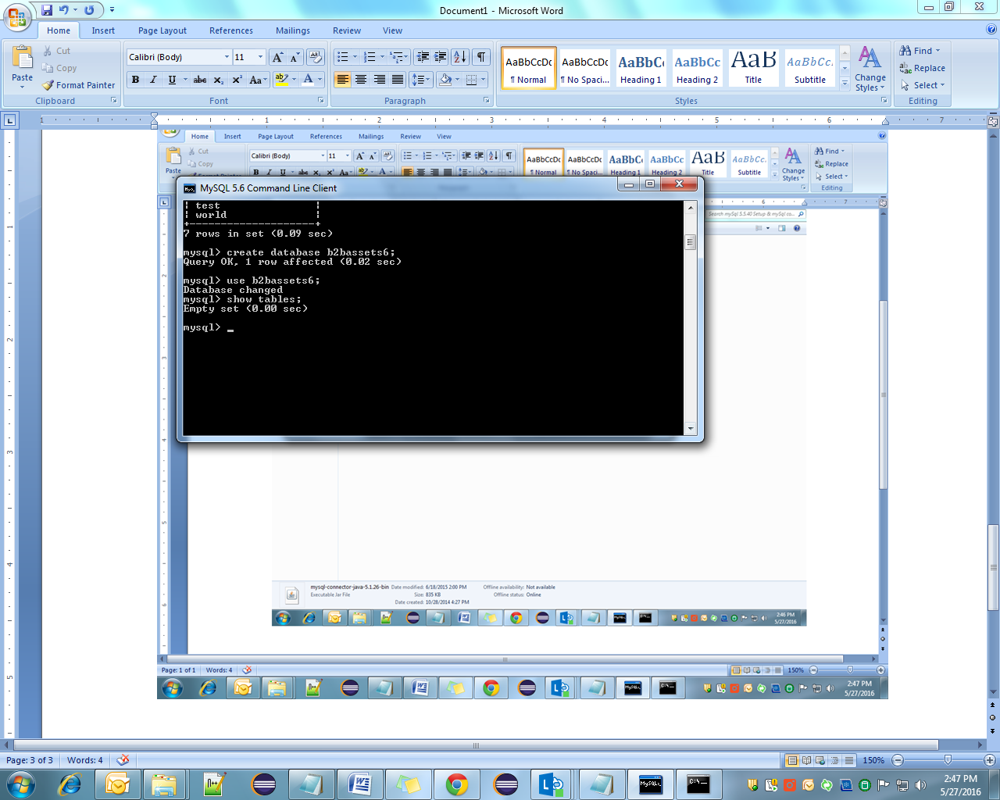 Document1 - Microsoft Word
Home Insert Page Layout References Mailings Review View
Paste
Cut
Copy
Format Painter
Clipboard
Calibri (Body) 11
Font
Paragraph
AaBbCcDc AaBbCcDc AaBbC AaBbCc AaB AaBbCc.
¶ Normal ¶ No Spaci... Heading 1 Heading 2 Title Subtitle
Change Styles
Styles
Find
Replace
Select
Editing
Home Insert Page Layout References Mailings Review View
Paste
Cut
Copy
Calibri (Body) 11
AaBbCcDc AaBbCcDc AaBbC AaBbCc AaB AaBbCc.
¶ Normal ¶ No Spaci... Heading 1 Heading 2 Title Subtitle
Change Styles
Find
Replace
Select
Editing
Search mySql 5.5.40 Setup & mySql co...
MySQL 5.6 Command Line Client
| test |
| world |
+---------------------+
7 rows in set (0.09 sec)
mysql> create database b2bassets6;
Query OK, 1 row affected (0.02 sec)
mysql> use b2bassets6;
Database changed
mysql> show tables;
Empty set (0.00 sec)
mysql> _
mysql-connector-java-5.1.26-bin Date modified: 6/18/2015 2:00 PM Offline availability: Not available
Executable Jar File Size: 835 KB Offline status: Online
Date created: 10/28/2014 4:27 PM
2:46 PM
5/27/2016
Page: 1 of 1 Words: 4 150%
2:47 PM
5/27/2016
Page: 3 of 3 Words: 4 150%
2:47 PM
5/27/2016